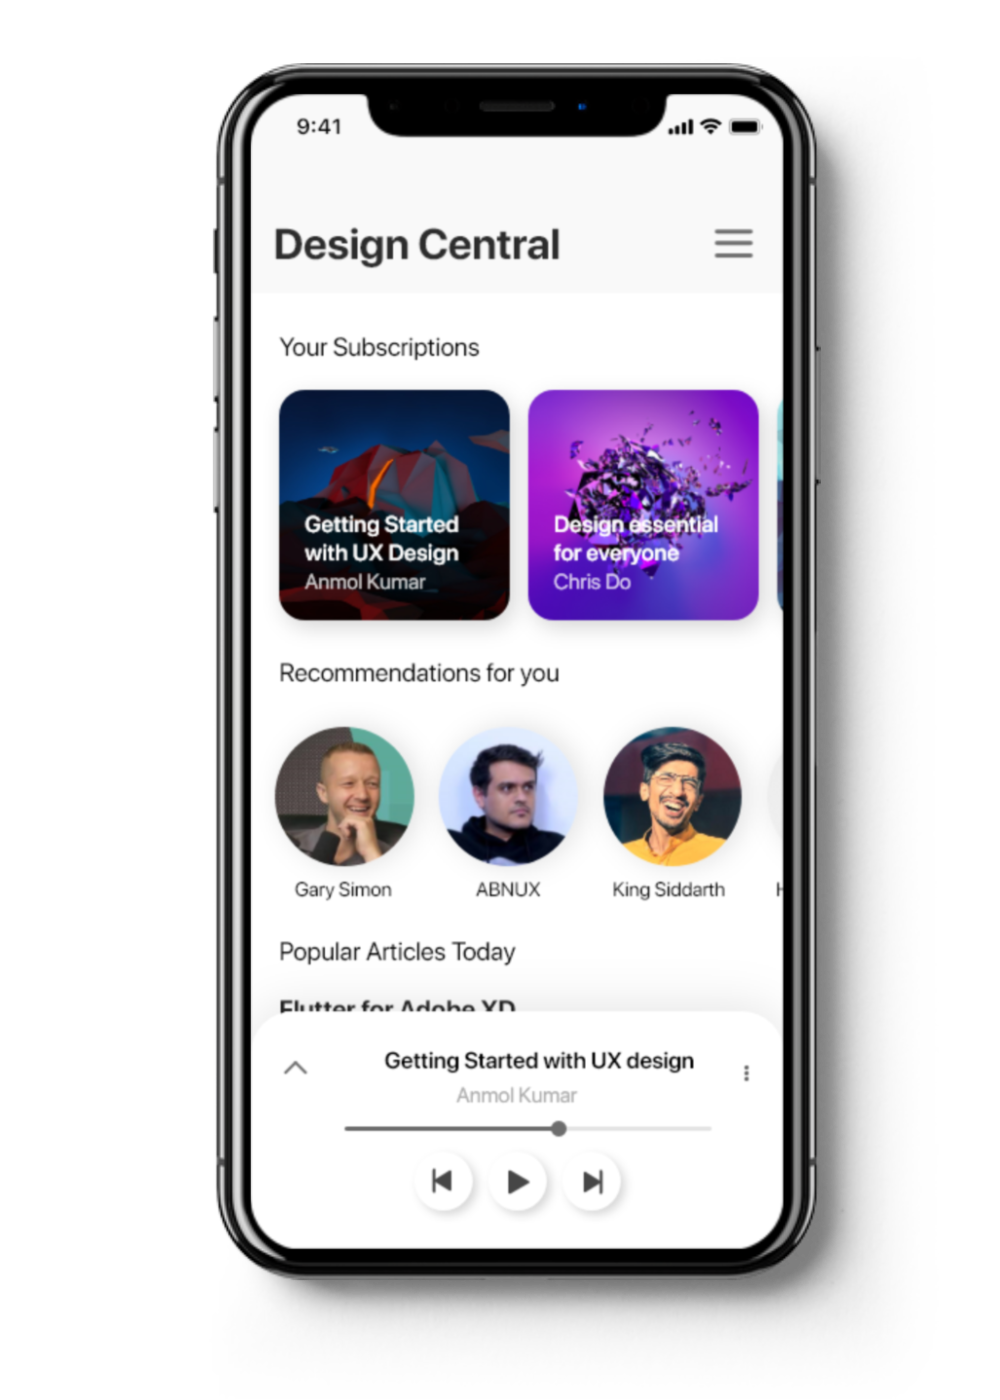 9:41
Design Central
Your Subscriptions
Getting Started
with UX Design
Anmol Kumar
Design essential
for everyone
Chris Do
Recommendations for you
Gary Simon
ABNUX
King Siddarth
Popular Articles Today
Flutter for Adobe XD
Getting Started with UX design
Anmol Kumar